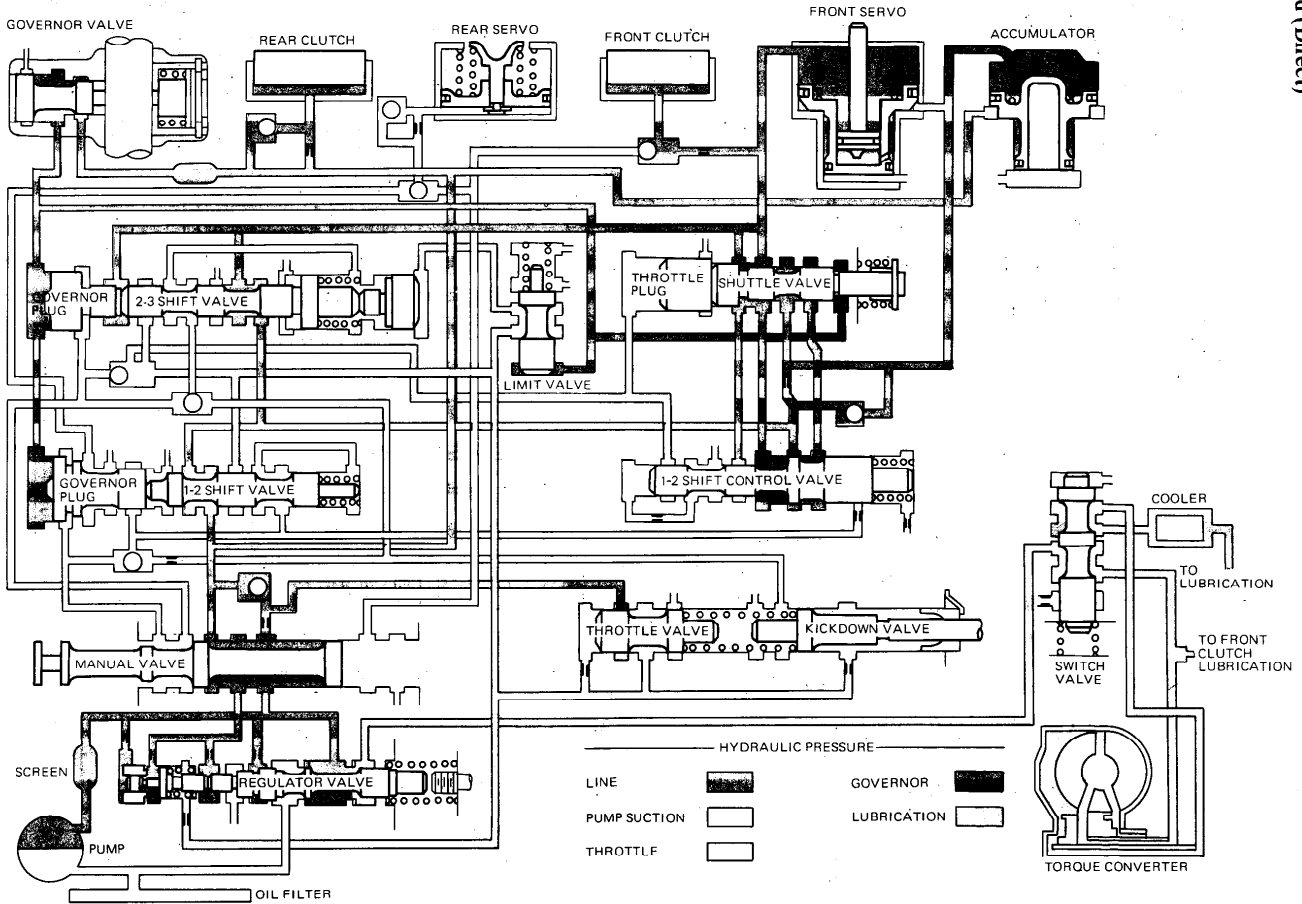 FRONT SERVO
GOVERNOR VALVE
REAR CLUTCH
REAR SERVO
FRONT CLUTCH
ACCUMULATOR
(Direct)
GOVERNOR
PLUG
2-3 SHIFT VALVE
THROTTLE
PLUG
SHUTTLE VALVE
LIMIT VALVE
GOVERNOR
PLUG
1-2 SHIFT VALVE
1-2 SHIFT CONTROL VALVE
COOLER
TO
LUBRICATION
THROTTLE VALVE
KICKDOWN VALVE
TO FRONT
CLUTCH
LUBRICATION
MANUAL VALVE
SWITCH
VALVE
HYDRAULIC PRESSURE
SCREEN
REGULATOR VALVE
LINE
GOVERNOR
PUMP SUCTION
LUBRICATION
THROTTLE
PUMP
TORQUE CONVERTER
OIL FILTER